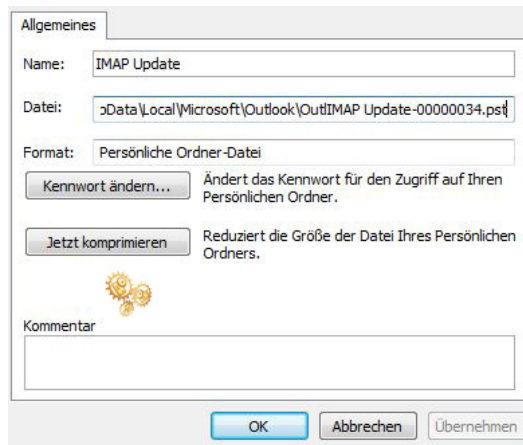 Allgemeines
Name: IMAP Update
Datei: oData\Local\Microsoft\Outlook\OutlIMAP Update-00000034.pst
Format: Persönliche Ordner-Datei
Kennwort ändern... Ändert das Kennwort für den Zugriff auf Ihren
Persönlichen Ordner.
Jetzt komprimieren Reduziert die Größe der Datei Ihres Persönlichen
Ordners.
Kommentar
OK Abbrechen Übernehmen